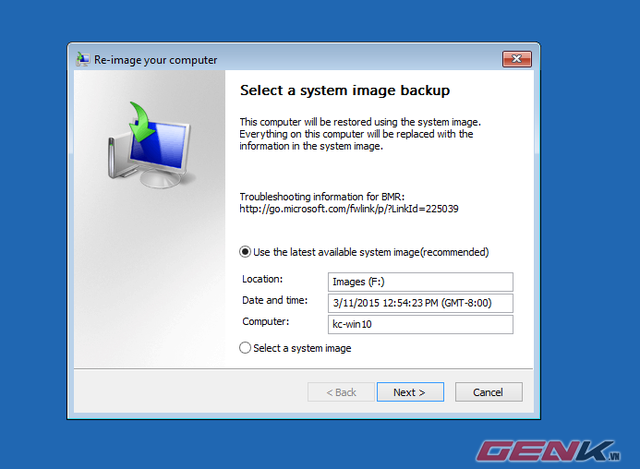 Re-image your computer
Select a system image backup
This computer will be restored using the system image.
Everything on this computer will be replaced with the
information in the system image.
Troubleshooting information for BMR:
http://go.microsoft.com/fwlink/p/?LinkId=225039
Use the latest available system image(recommended)
Location: Images (F:)
Date and time: 3/11/2015 12:54:23 PM (GMT-8:00)
Computer: kc-win10
Select a system image
< Back Next > Cancel
GENK.VN